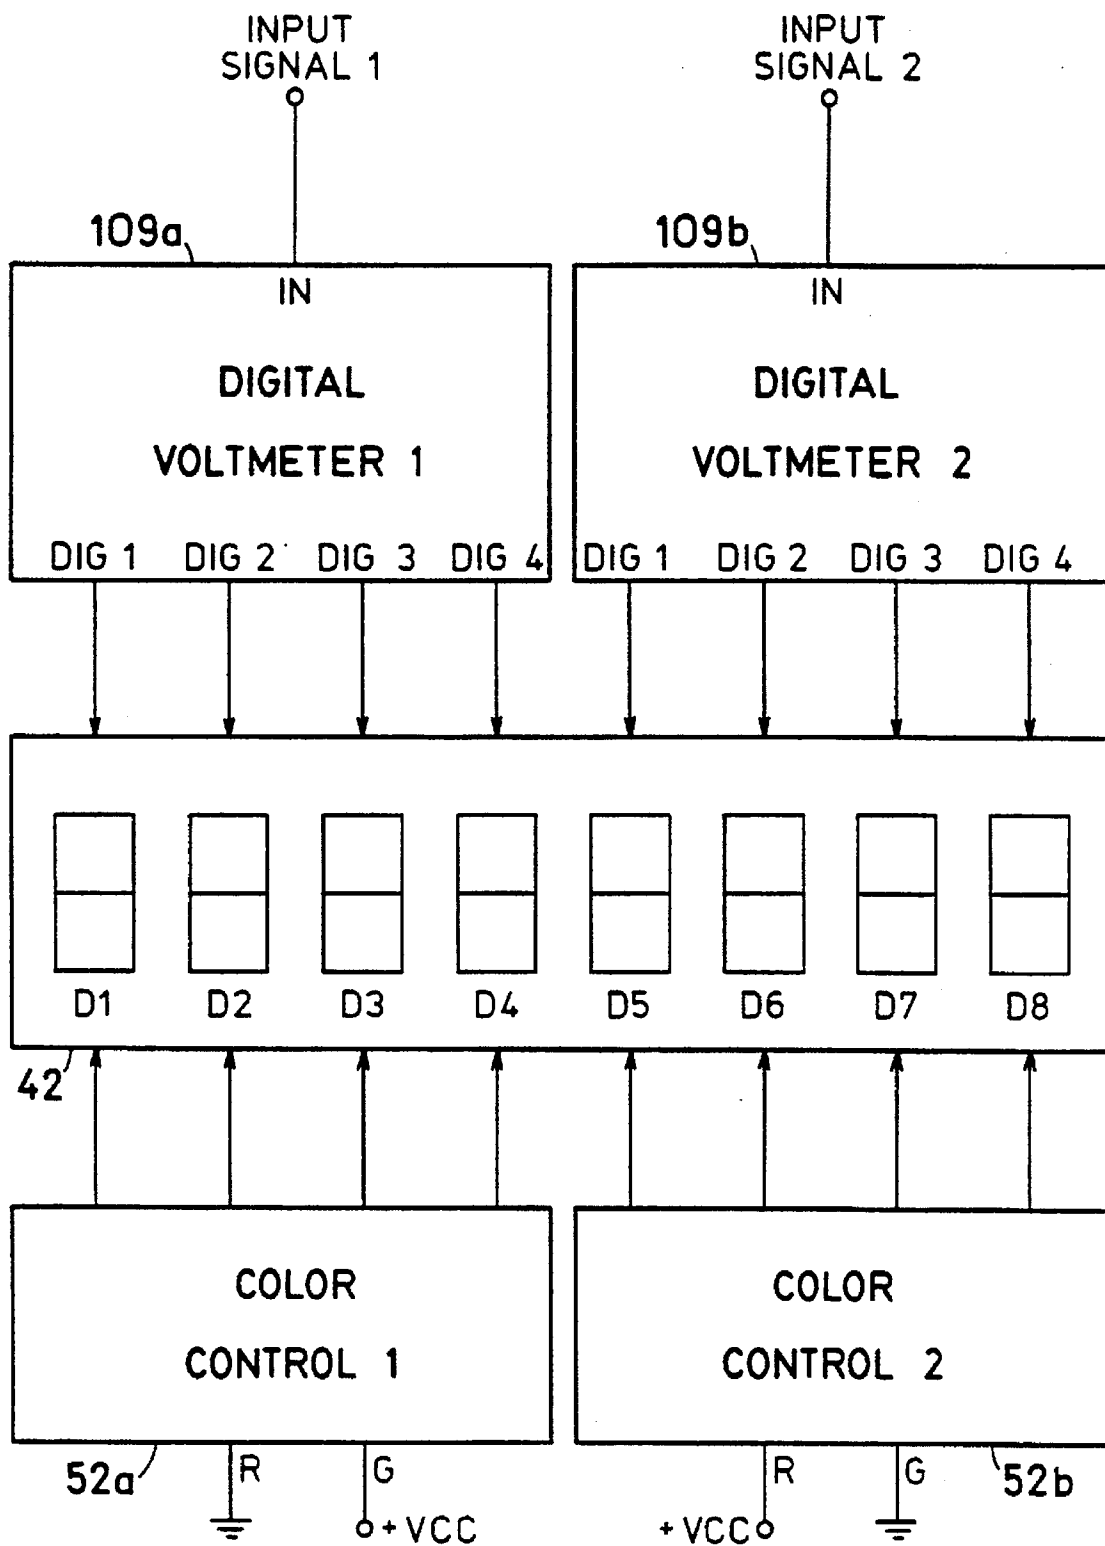 INPUT
SIGNAL 1
INPUT
SIGNAL 2
109a
109b
IN
IN
DIGITAL
VOLTMETER 1
DIGITAL
VOLTMETER 2
DIG 1 DIG 2 DIG 3 DIG 4
DIG 1 DIG 2 DIG 3 DIG 4
D1 D2 D3 D4 D5 D6 D7 D8
42
COLOR
CONTROL 1
COLOR
CONTROL 2
52a
R
G
R
G
52b
+ VCC
+ VCC